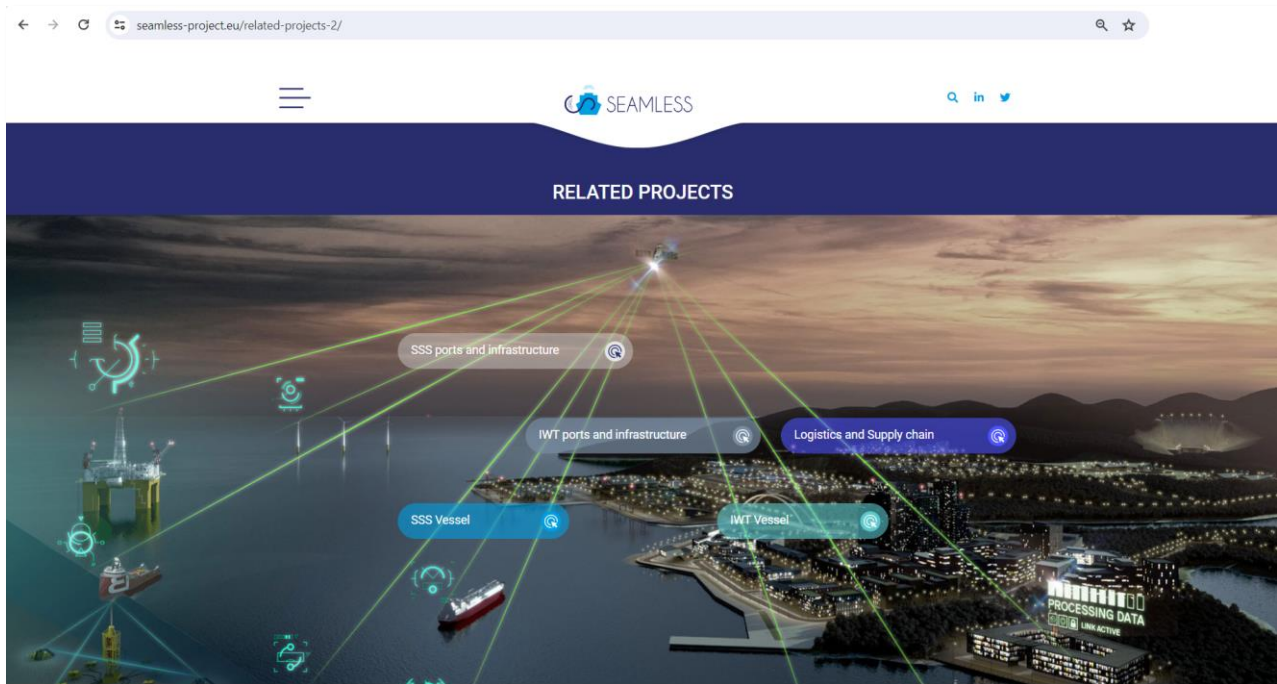 seamless-project.eu/related-projects-2/
SEAMLESS
in
RELATED PROJECTS
SSS ports and infrastructure
IWT ports and infrastructure
Logistics and Supply chain
SSS Vessel
IWT Vessel
PROCESSING DATA
LINK ACTIVE